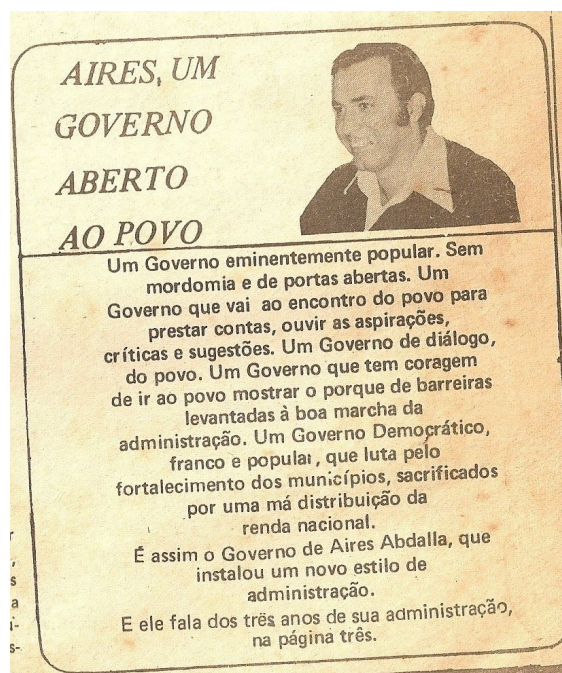 AIRES, UM
GOVERNO
ABERTO
AO POVO
Um Governo eminentemente popular. Sem
mordomia e de portas abertas. Um
Governo que vai ao encontro do povo para
prestar contas, ouvir as aspirações,
críticas e sugestões. Um Governo de diálogo,
do povo. Um Governo que tem coragem
de ir ao povo mostrar o porque de barreiras
levantadas à boa marcha da
administração. Um Governo Democrático,
franco e popular, que luta pelo
fortalecimento dos municípios, sacrificados
por uma má distribuição da
renda nacional.
É assim o Governo de Aires Abdalla, que
instalou um novo estilo de
administração.
E ele fala dos três anos de sua administração,
na página três.